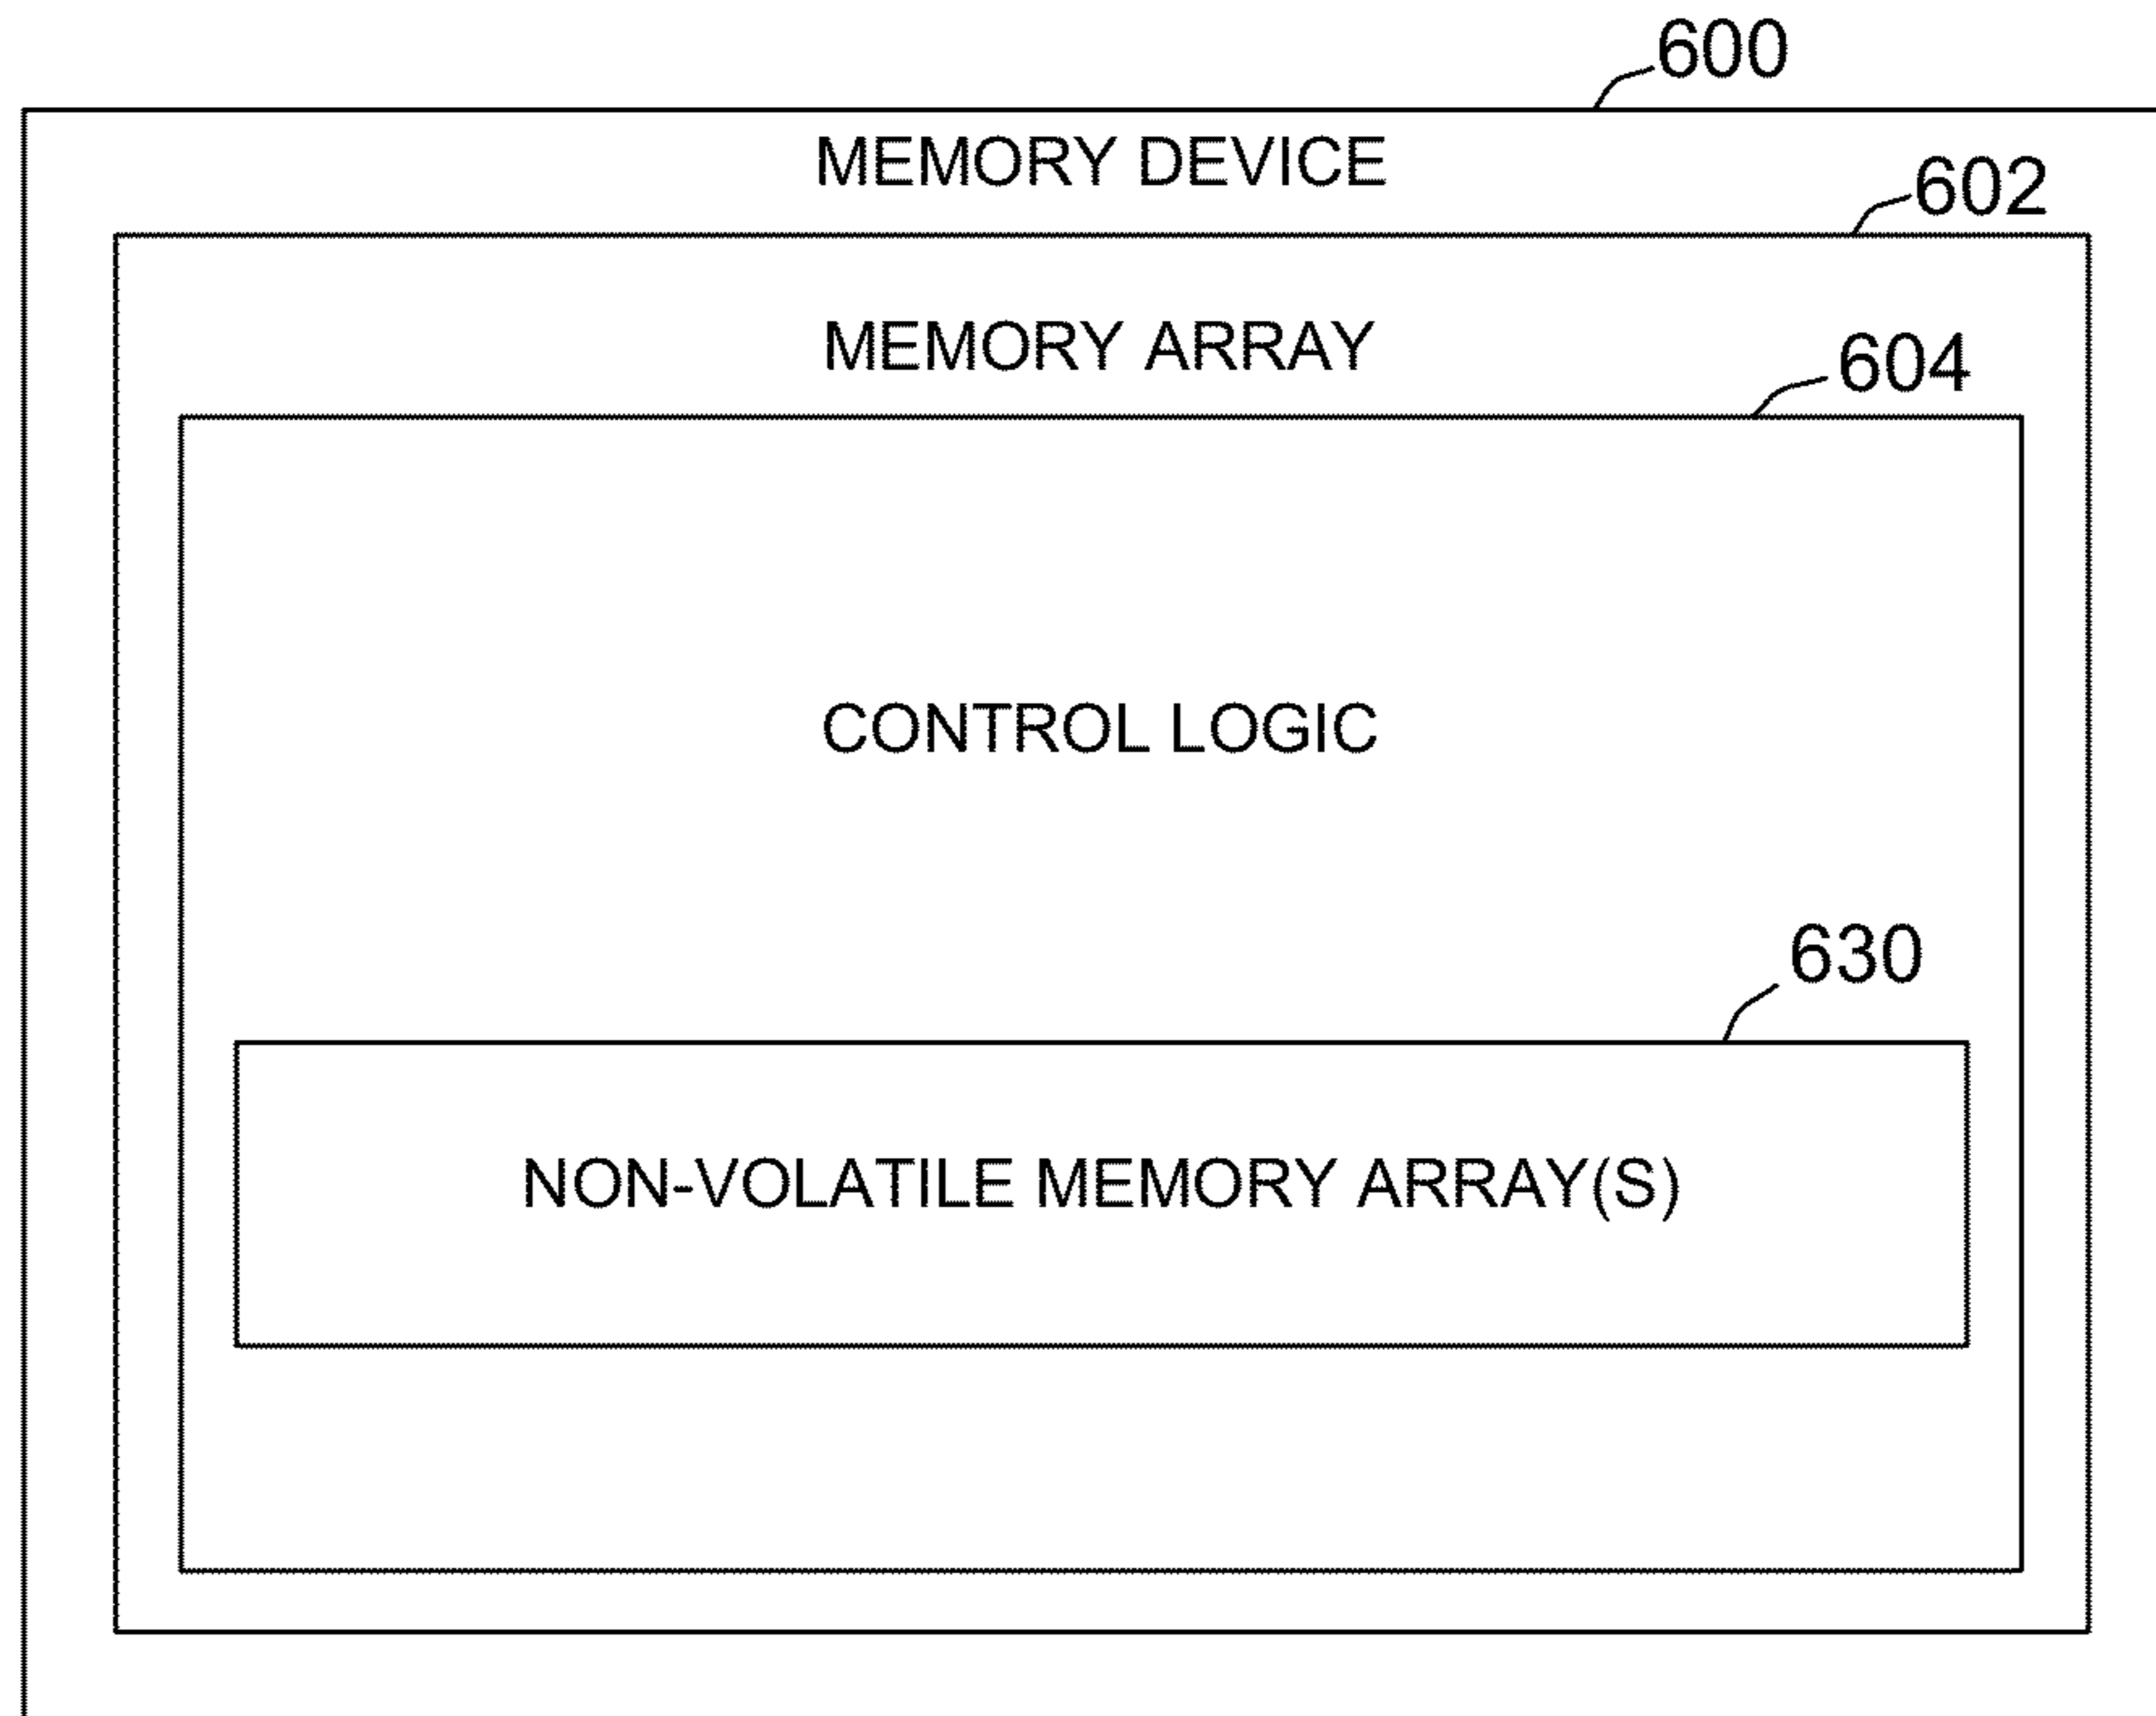 600
MEMORY DEVICE
602
MEMORY ARRAY
604
CONTROL LOGIC
630
NON-VOLATILE MEMORY ARRAY(S)